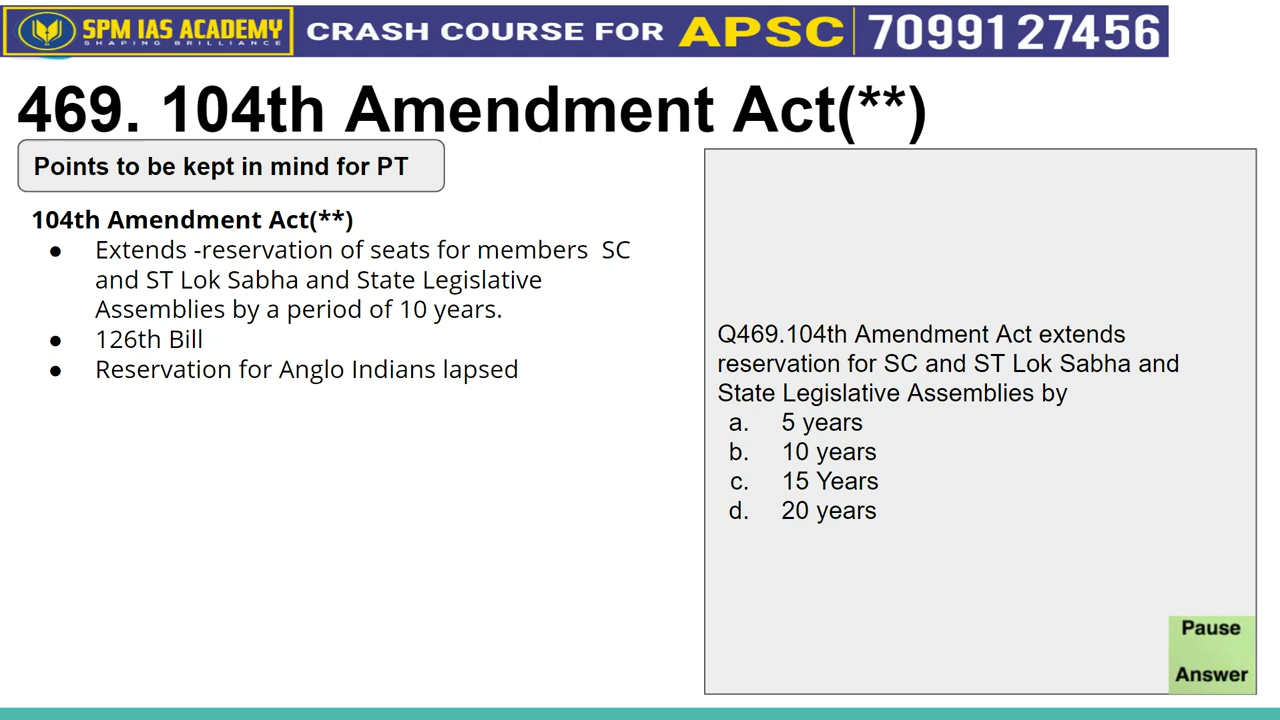 SPM IAS ACADEMY
SHAPING BRILLIANCE
CRASH COURSE FOR APSC 70991 27456
469. 104th Amendment Act(**)
Points to be kept in mind for PT
104th Amendment Act(**)
● Extends -reservation of seats for members SC
and ST Lok Sabha and State Legislative
Assemblies by a period of 10 years.
● 126th Bill
● Reservation for Anglo Indians lapsed
Q469.104th Amendment Act extends
reservation for SC and ST Lok Sabha and
State Legislative Assemblies by
a. 5 years
b. 10 years
c. 15 Years
d. 20 years
Pause
Answer